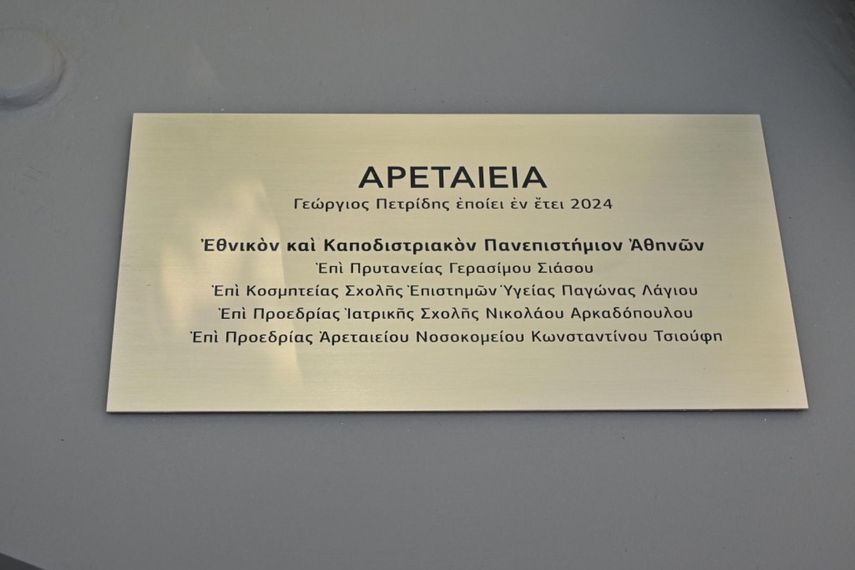 ΑΡΕΤΑΙΕΙΑ
Γεώργιος Πετρίδης ἐποίει ἐν ἔτει 2024
Ἐθνικὸν καὶ Καποδιστριακὸν Πανεπιστήμιον Ἀθηνῶν
Ἐπὶ Πρυτανείας Γερασίμου Σιάσου
Ἐπὶ Κοσμητείας Σχολῆς Ἐπιστημῶν Ὑγείας Παγώνας Λάγιου
Ἐπὶ Προεδρίας Ἰατρικῆς Σχολῆς Νικολάου Αρκαδόπουλου
Ἐπὶ Προεδρίας Ἀρεταιείου Νοσοκομείου Κωνσταντίνου Τσιούφη